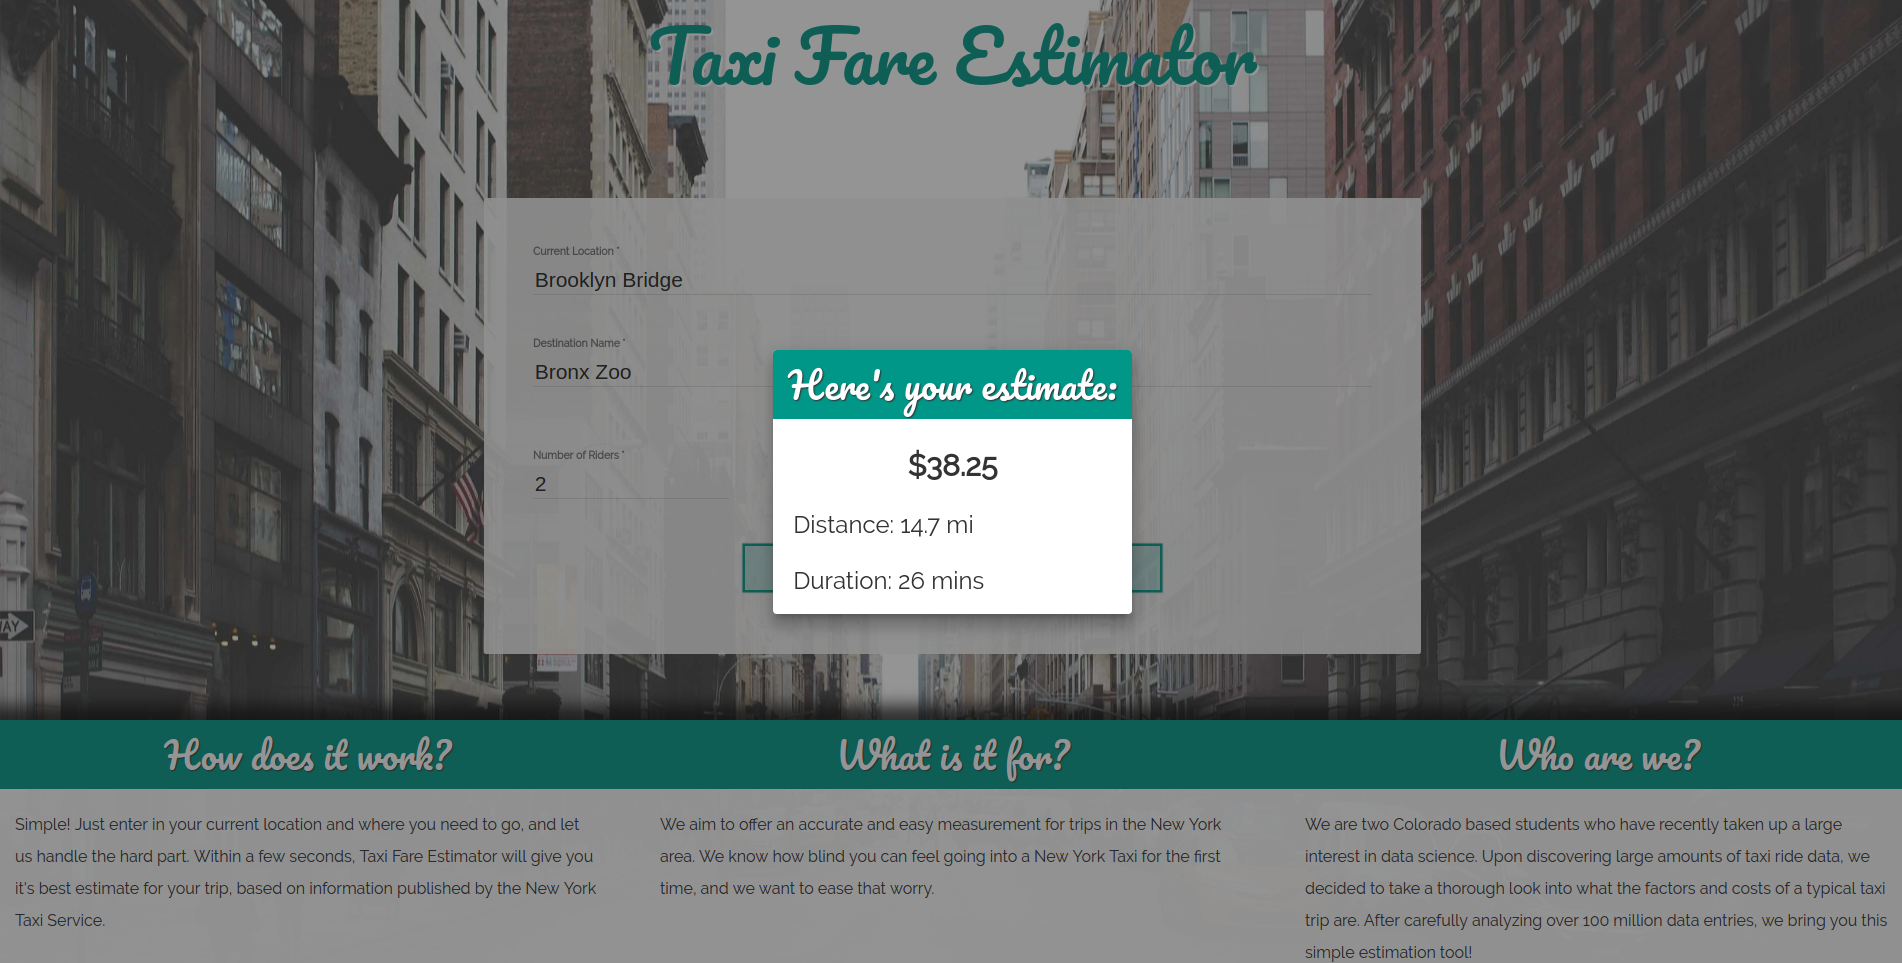 Taxi Fare Estimator
Current Location *
Brooklyn Bridge
Destination Name *
Bronx Zoo
Here's your estimate:
$38.25
Number of Riders *
2
Distance: 14.7 mi
Duration: 26 mins
WAY
How does it work?
Simple! Just enter in your current location and where you need to go, and let
us handle the hard part. Within a few seconds, Taxi Fare Estimator will give you
it's best estimate for your trip, based on information published by the New York
Taxi Service.
What is it for?
We aim to offer an accurate and easy measurement for trips in the New York
area. We know how blind you can feel going into a New York Taxi for the first
time, and we want to ease that worry.
Who are we?
We are two Colorado based students who have recently taken up a large
interest in data science. Upon discovering large amounts of taxi ride data, we
decided to take a thorough look into what the factors and costs of a typical taxi
trip are. After carefully analyzing over 100 million data entries, we bring you this
simple estimation tool!